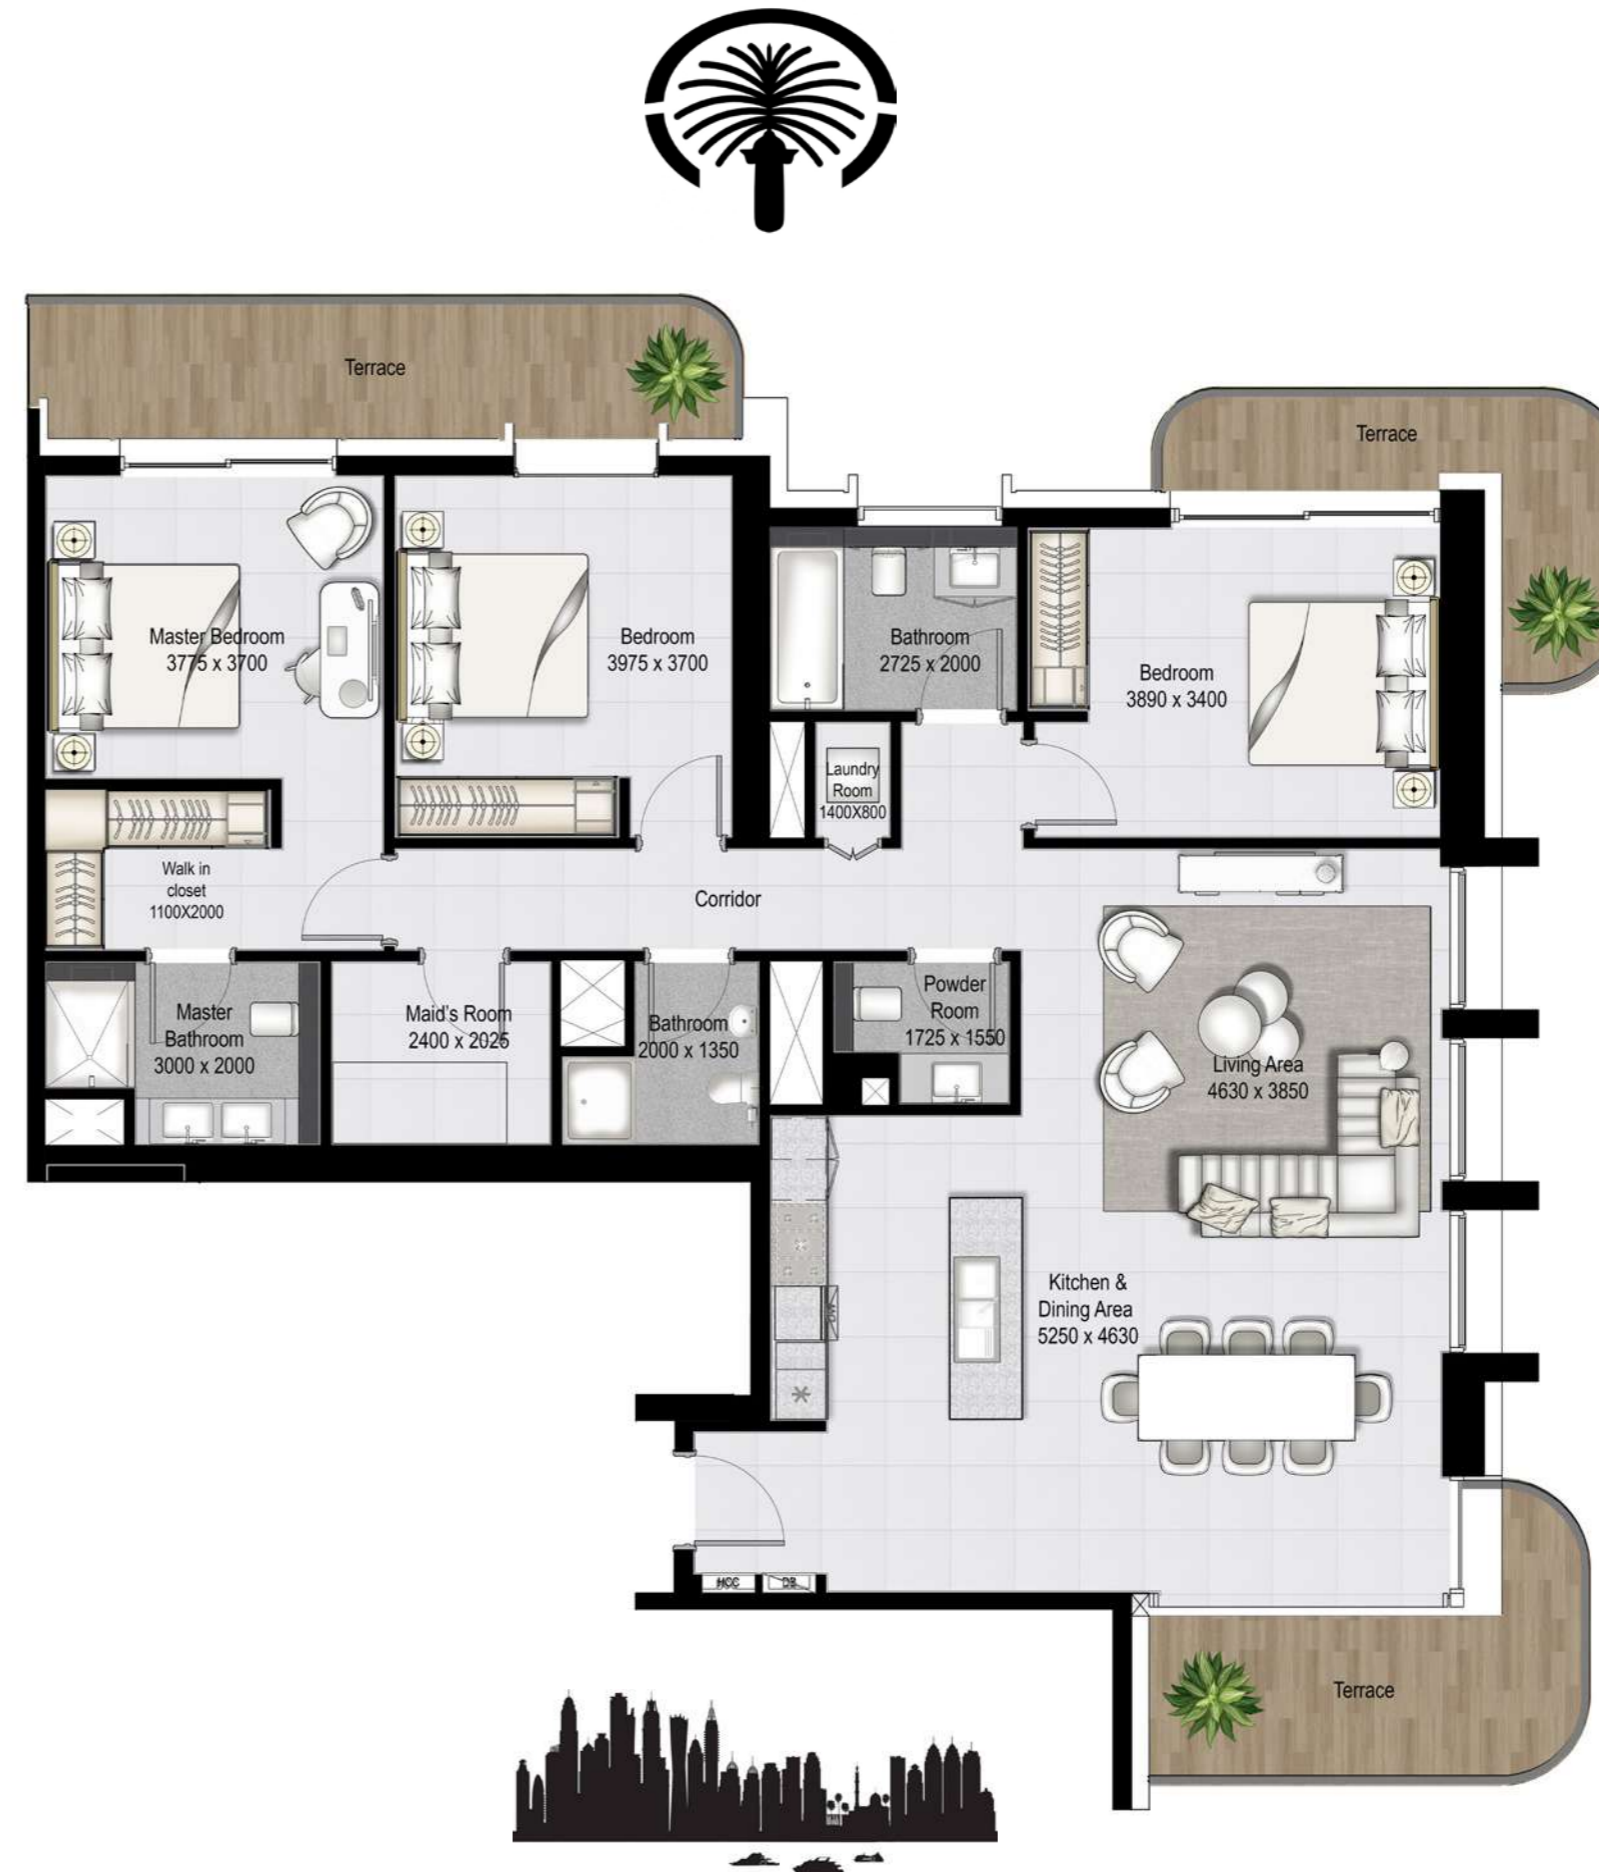 Terrace
Terrace
Master Bedroom
3775 x 3700
Bedroom
3975 x 3700
Bathroom
2725 x 2000
Bedroom
3890 x 3400
Laundry
Room
1400X800
Walk in
closet
1100X2000
Corridor
Master
Bathroom
3000 x 2000
Maid's Room
2400 x 2025
Bathroom
2000 x 1350
Powder
Room
1725 x 1550
Living Area
4630 x 3850
Kitchen &
Dining Area
5250 x 4630
HCC
DB
Terrace